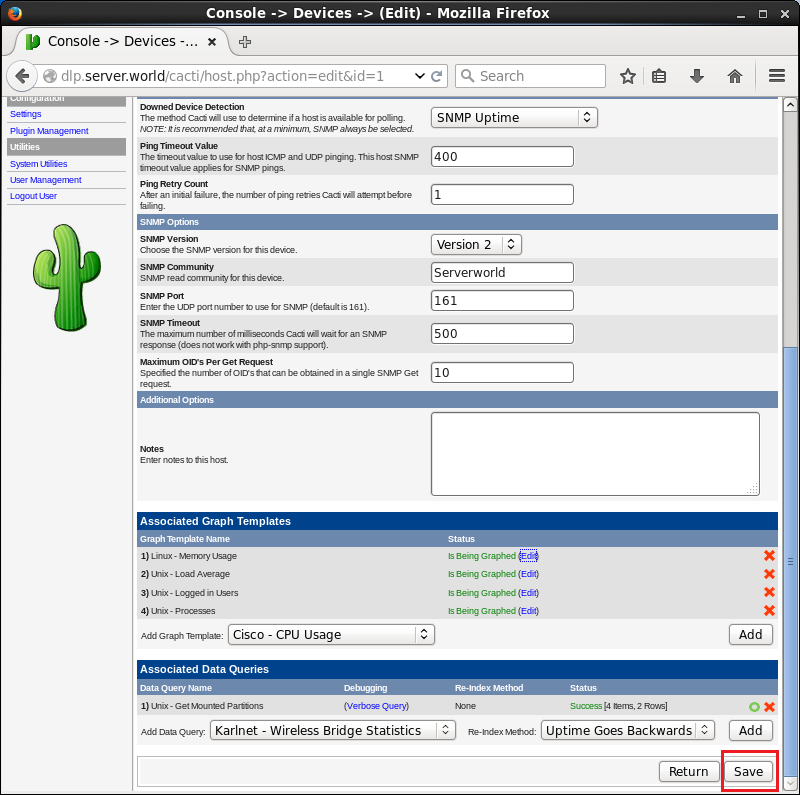 Console -> Devices -> (Edit) - Mozilla Firefox
Console -> Devices -...
dlp.server.world/cacti/host.php?action=edit&id=1
Search
Configuration
Settings
Plugin Management
Utilities
System Utilities
User Management
Logout User
Downed Device Detection
The method Cacti will use to determine if a host is available for polling.
NOTE: It is recommended that, at a minimum, SNMP always be selected.
SNMP Uptime
Ping Timeout Value
The timeout value to use for host ICMP and UDP pinging. This host SNMP
timeout value applies for SNMP pings.
400
Ping Retry Count
After an initial failure, the number of ping retries Cacti will attempt before
failing.
1
SNMP Options
SNMP Version
Choose the SNMP version for this device.
Version 2
SNMP Community
SNMP read community for this device.
Serverworld
SNMP Port
Enter the UDP port number to use for SNMP (default is 161).
161
SNMP Timeout
The maximum number of milliseconds Cacti will wait for an SNMP
response (does not work with php-snmp support).
500
Maximum OID's Per Get Request
Specified the number of OID's that can be obtained in a single SNMP Get
request.
10
Additional Options
Notes
Enter notes to this host.
Associated Graph Templates
Graph Template Name Status
1) Linux - Memory Usage Is Being Graphed (Edit)
2) Unix - Load Average Is Being Graphed (Edit)
3) Unix - Logged in Users Is Being Graphed (Edit)
4) Unix - Processes Is Being Graphed (Edit)
Add Graph Template: Cisco - CPU Usage Add
Associated Data Queries
Data Query Name Debugging Re-Index Method Status
1) Unix - Get Mounted Partitions (Verbose Query) None Success [4 Items, 2 Rows]
Add Data Query: Karlnet - Wireless Bridge Statistics Re-Index Method: Uptime Goes Backwards Add
Return Save